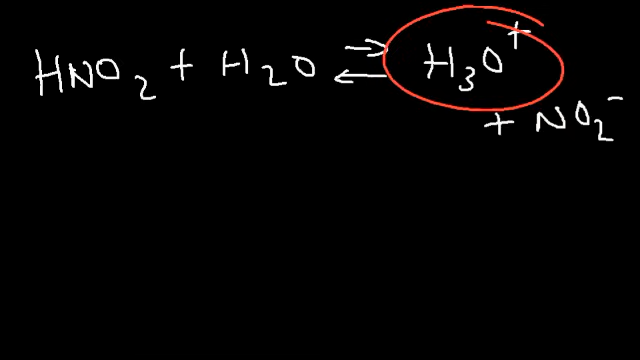 HNO₂ + H₂O ⇌ H₃O⁺
+ NO₂⁻